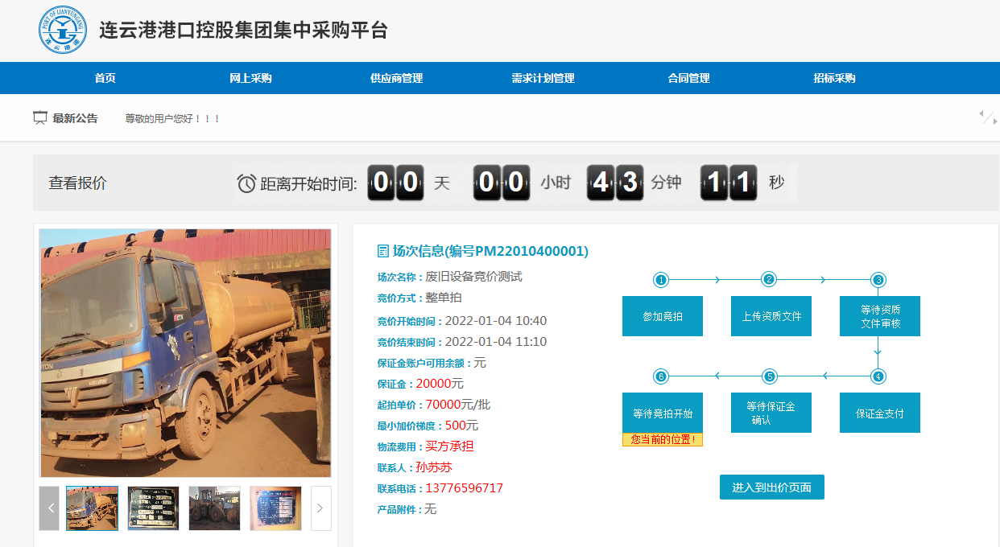 PORT OF LIANYUNGANG
连云港港
连云港港口控股集团集中采购平台
首页 网上采购 供应商管理 需求计划管理 合同管理 招标采购
最新公告 尊敬的用户您好！！！
查看报价 距离开始时间: 00 天 00 小时 43 分钟 11 秒
场次信息(编号PM22010400001)
场次名称：废旧设备竞价测试
竞价方式：整单拍
竞价开始时间：2022-01-04 10:40
竞价结束时间：2022-01-04 11:10
保证金账户可用余额：元
保证金：20000元
起拍单价：70000元/批
最小加价梯度：500元
物流费用：买方承担
联系人：孙苏苏
联系电话：13776596717
产品附件：无
1 2 3
参加竞拍 上传资质文件 等待资质
文件审核
6 5 4
等待竞拍开始 等待保证金
确认 保证金支付
您当前的位置！
进入到出价页面